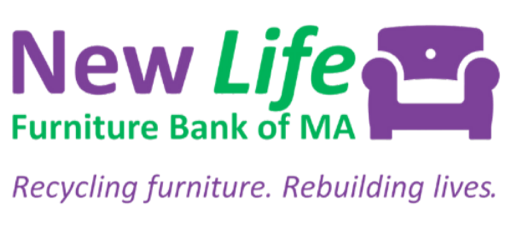 New Life
Furniture Bank of MA
Recycling furniture. Rebuilding lives.